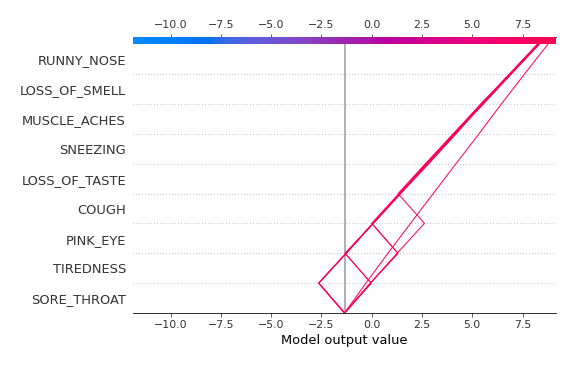 −10.0 −7.5 −5.0 −2.5 0.0 2.5 5.0 7.5
RUNNY_NOSE
LOSS_OF_SMELL
MUSCLE_ACHES
SNEEZING
LOSS_OF_TASTE
COUGH
PINK_EYE
TIREDNESS
SORE_THROAT
−10.0 −7.5 −5.0 −2.5 0.0 2.5 5.0 7.5
Model output value